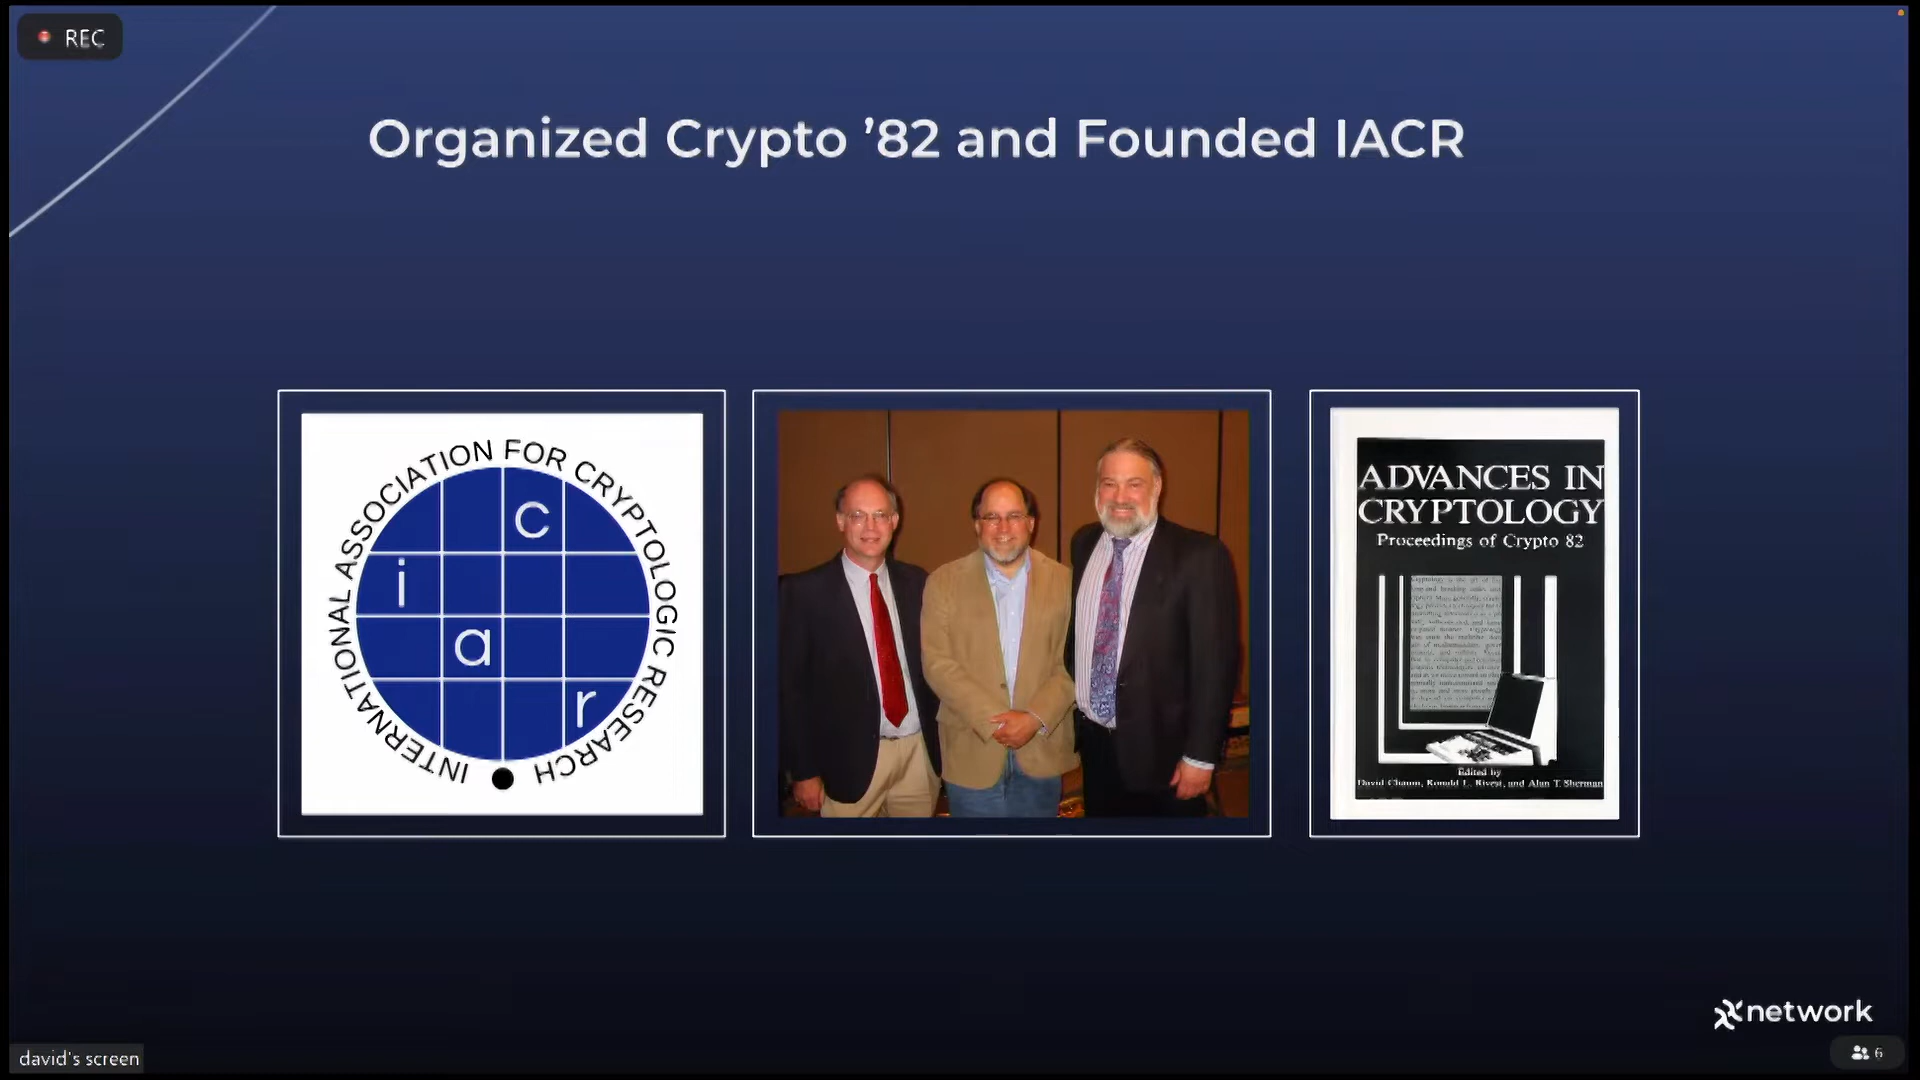 REC
Organized Crypto ’82 and Founded IACR
INTERNATIONAL ASSOCIATION FOR CRYPTOLOGIC RESEARCH
c
i
a
r
ADVANCES IN
CRYPTOLOGY
Proceedings of Crypto 82
Edited by
David Chaum, Ronald L. Rivest, and Alan T. Sherman
network
david's screen
6